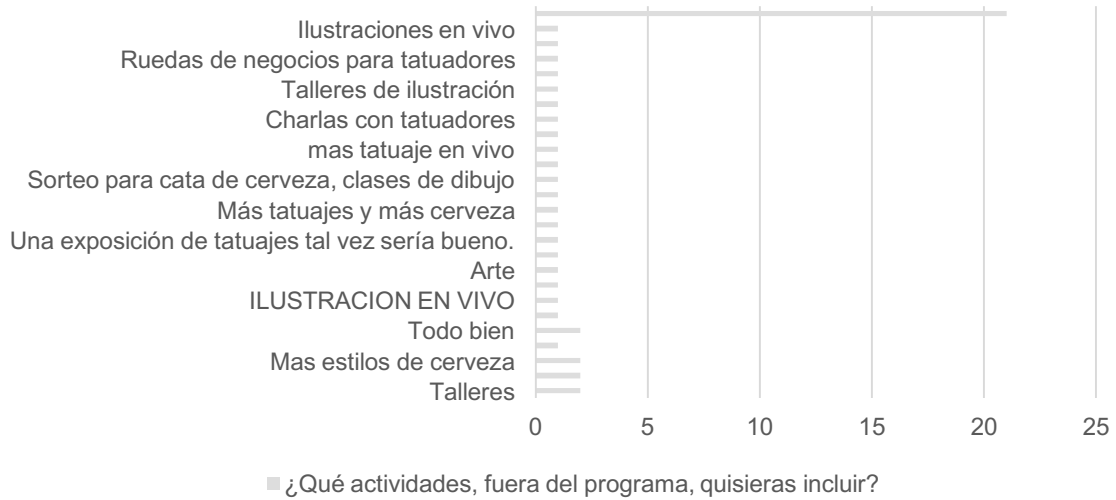 Ilustraciones en vivo
Ruedas de negocios para tatuadores
Talleres de ilustración
Charlas con tatuadores
mas tatuaje en vivo
Sorteo para cata de cerveza, clases de dibujo
Más tatuajes y más cerveza
Una exposición de tatuajes tal vez sería bueno.
Arte
ILUSTRACION EN VIVO
Todo bien
Mas estilos de cerveza
Talleres
0 5 10 15 20 25
¿Qué actividades, fuera del programa, quisieras incluir?